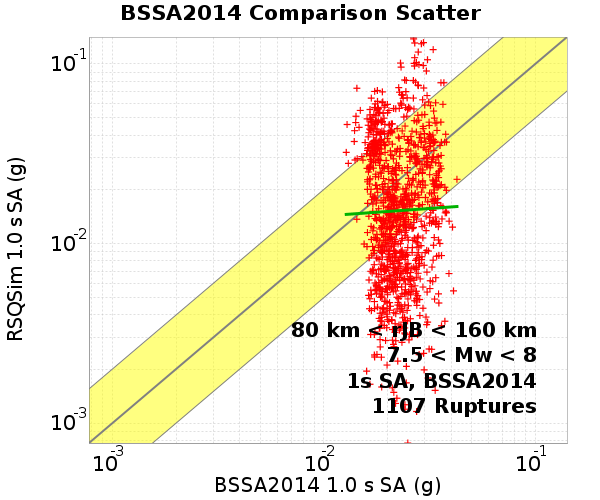 BSSA2014 Comparison Scatter
RSQSim 1.0 s SA (g)
10^-1
10^-2
10^-3
80 km < rJB < 160 km
7.5 < Mw < 8
1s SA, BSSA2014
1107 Ruptures
10^-3 10^-2 10^-1
BSSA2014 1.0 s SA (g)